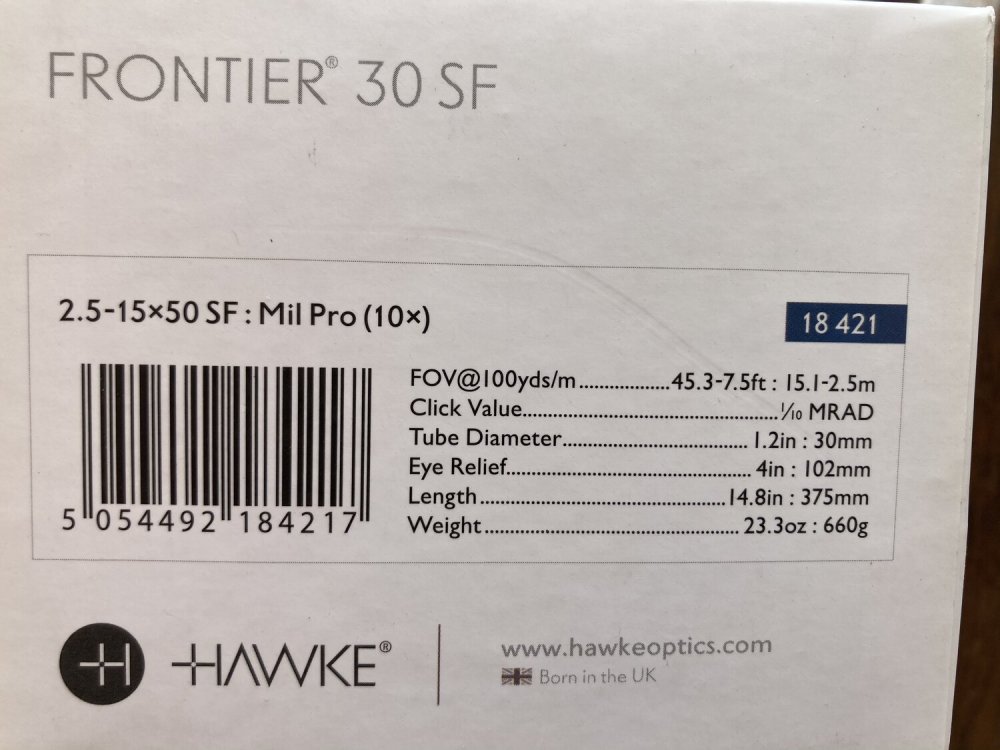 FRONTIER® 30 SF
2.5-15×50 SF : Mil Pro (10×)
18 421
FOV@100yds/m..................45.3-7.5ft : 15.1-2.5m
Click Value..........................................¹⁄₁₀ MRAD
Tube Diameter............................... 1.2in : 30mm
Eye Relief........................................ 4in : 102mm
Length.........................................14.8in : 375mm
Weight.......................................... 23.3oz : 660g
5 054492 184217
HAWKE®
www.hawkeoptics.com
Born in the UK